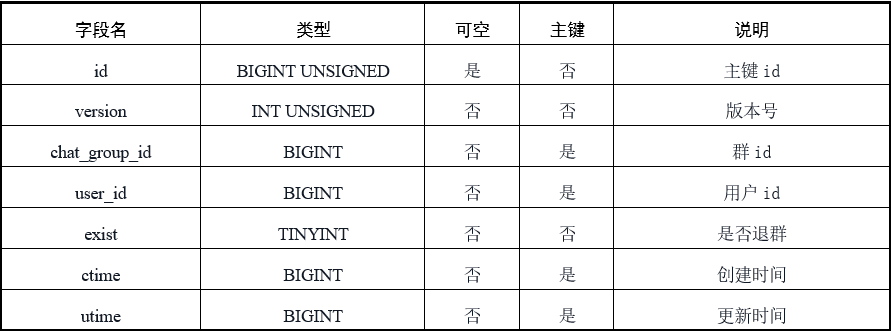 字段名 类型 可空 主键 说明
id BIGINT UNSIGNED 是 否 主键 id
version INT UNSIGNED 否 否 版本号
chat_group_id BIGINT 否 是 群 id
user_id BIGINT 否 是 用户 id
exist TINYINT 否 否 是否退群
ctime BIGINT 否 是 创建时间
utime BIGINT 否 是 更新时间